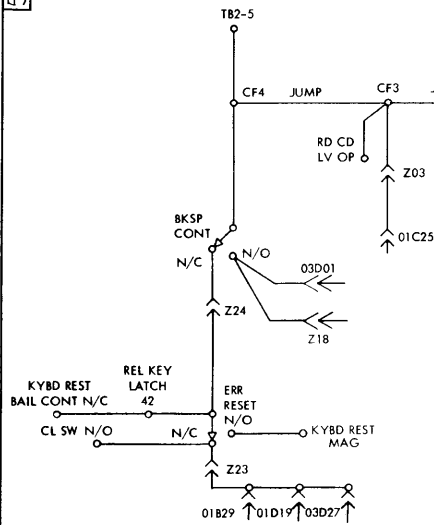 TB2-5
CF4
JUMP
CF3
RD CD
LV OP
Z03
01C25
BKSP
CONT
N/C
N/O
03D01
Z24
Z18
KYBD REST
BAIL CONT N/C
REL KEY
LATCH
42
ERR
RESET
N/O
CL SW N/O
N/C
KYBD REST
MAG
Z23
01B29
01D19
03D27